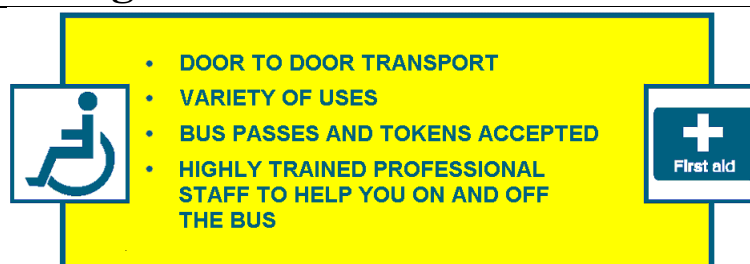 • DOOR TO DOOR TRANSPORT
• VARIETY OF USES
• BUS PASSES AND TOKENS ACCEPTED
• HIGHLY TRAINED PROFESSIONAL
STAFF TO HELP YOU ON AND OFF
THE BUS
First aid